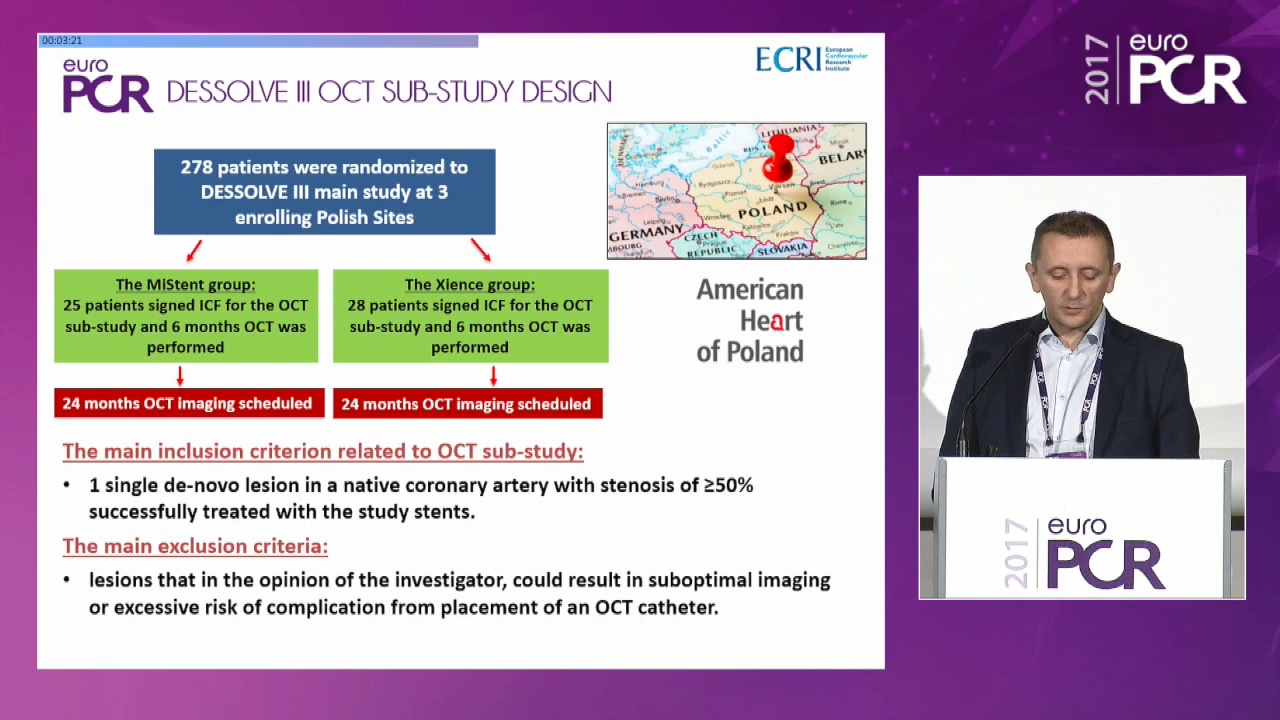 00:03:21
euro
PCR
DESSOLVE III OCT SUB-STUDY DESIGN
ECRI
European
Cardiovascular
Research
Institute
278 patients were randomized to
DESSOLVE III main study at 3
enrolling Polish Sites
The MiStent group:
25 patients signed ICF for the OCT
sub-study and 6 months OCT was
performed
The Xience group:
28 patients signed ICF for the OCT
sub-study and 6 months OCT was
performed
24 months OCT imaging scheduled
24 months OCT imaging scheduled
LITHUANIA
Baltic
BELAR
POLAND
GERMANY
CZECH
REPUBLIC
SLOVAKIA
American
Heart
of Poland
The main inclusion criterion related to OCT sub-study:
• 1 single de-novo lesion in a native coronary artery with stenosis of ≥50%
successfully treated with the study stents.
The main exclusion criteria:
• lesions that in the opinion of the investigator, could result in suboptimal imaging
or excessive risk of complication from placement of an OCT catheter.
2017
euro
PCR
PCR
PCR
2017
euro
PCR